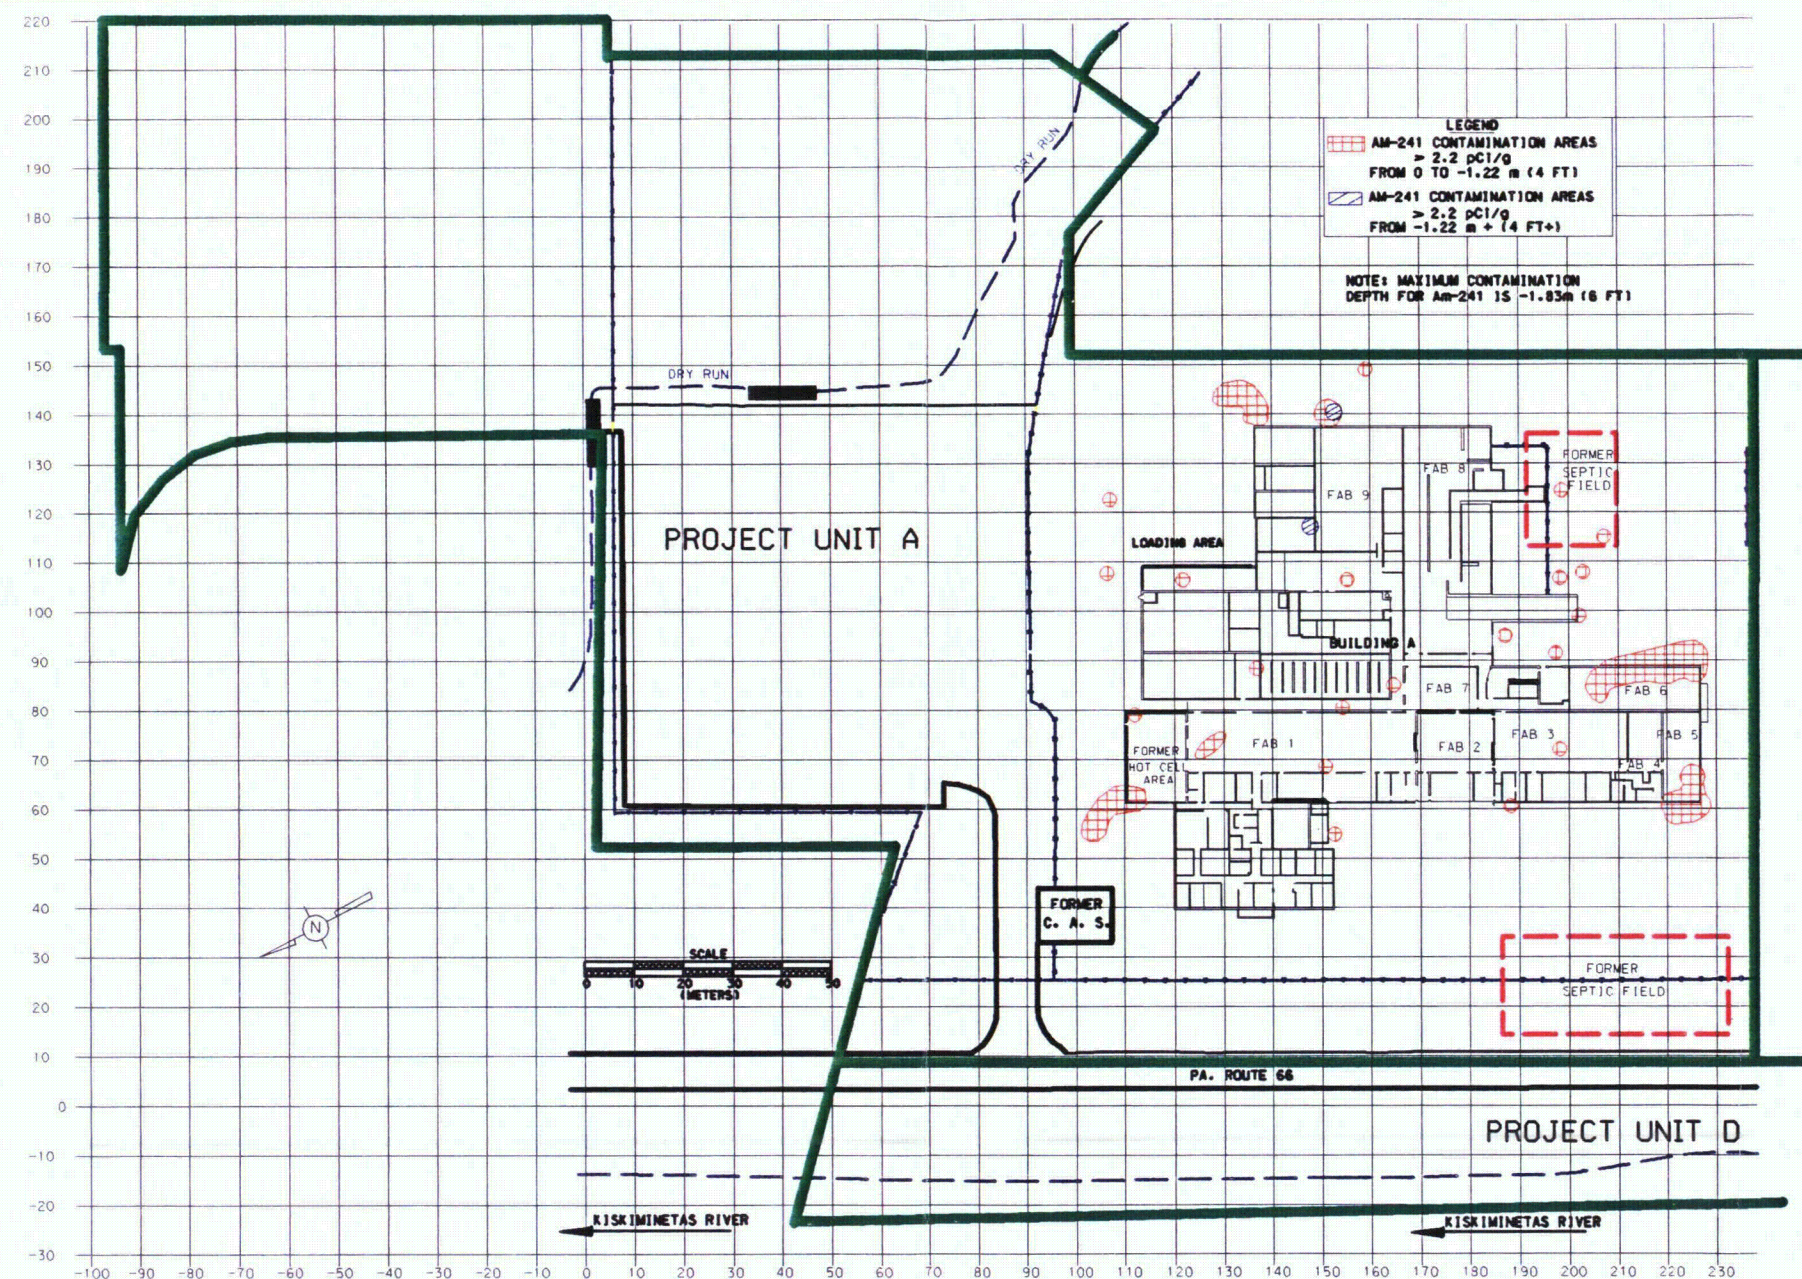 220
210
200
190
180
170
160
150
140
130
120
110
100
90
80
70
60
50
40
30
20
10
0
-10
-20
-30
-100 -90 -80 -70 -60 -50 -40 -30 -20 -10 0 10 20 30 40 50 60 70 80 90 100 110 120 130 140 150 160 170 180 190 200 210 220 230
LEGEND
AM-241 CONTAMINATION AREAS
> 2.2 pCi/g
FROM 0 TO -1.22 m (4 FT)
AM-241 CONTAMINATION AREAS
> 2.2 pCi/g
FROM -1.22 m + (4 FT+)
NOTE: MAXIMUM CONTAMINATION
DEPTH FOR Am-241 IS -1.83m (6 FT)
DRY RUN
DRY RUN
PROJECT UNIT A
LOADING AREA
FAB 9
FAB 8
FORMER
SEPTIC
FIELD
BUILDING A
FAB 7
FAB 6
FORMER
HOT CELL
AREA
FAB 1
FAB 2
FAB 3
FAB 5
FAB 4
FORMER
C. A. S.
N
SCALE
0 10 20 30 40 50
(METERS)
FORMER
SEPTIC FIELD
PA. ROUTE 66
PROJECT UNIT D
KISKIMINETAS RIVER
KISKIMINETAS RIVER